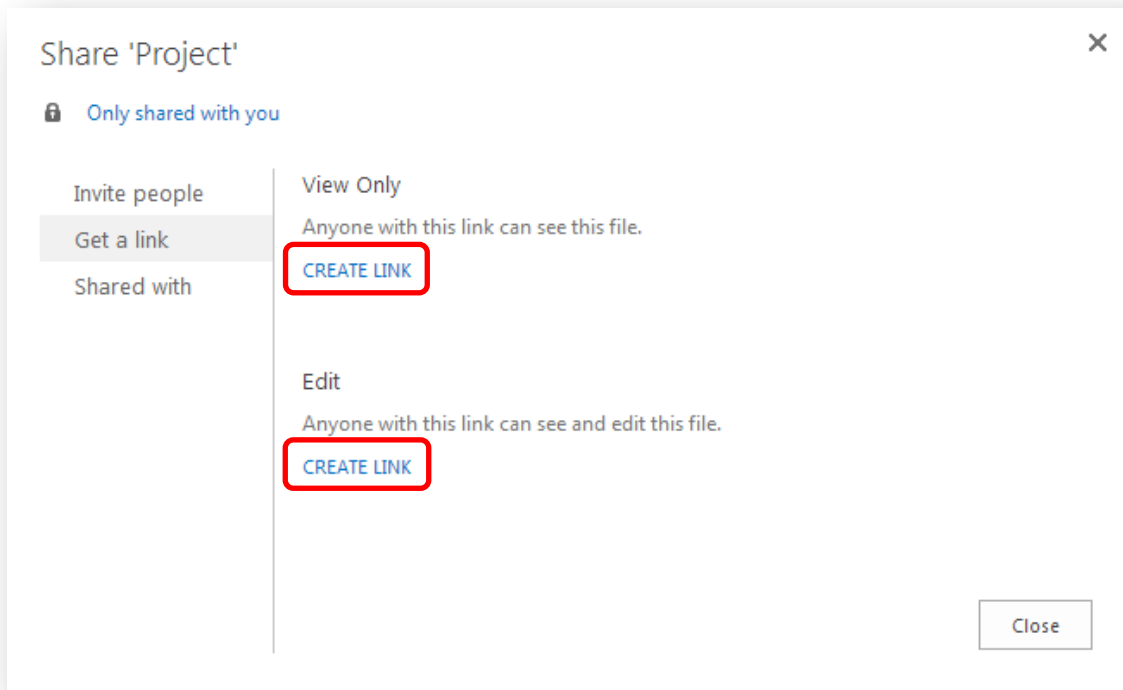 Share 'Project'
Only shared with you
Invite people
Get a link
Shared with
View Only
Anyone with this link can see this file.
CREATE LINK
Edit
Anyone with this link can see and edit this file.
CREATE LINK
Close